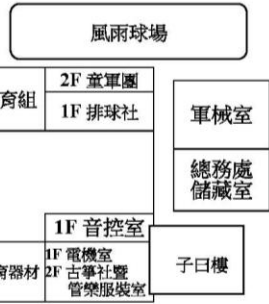 風雨球場
2F 童軍團
育組
1F 排球社
軍械室
總務處
儲藏室
1F 音控室
1F 電機室
育器材
2F 古箏社暨
管樂服裝室
子曰樓